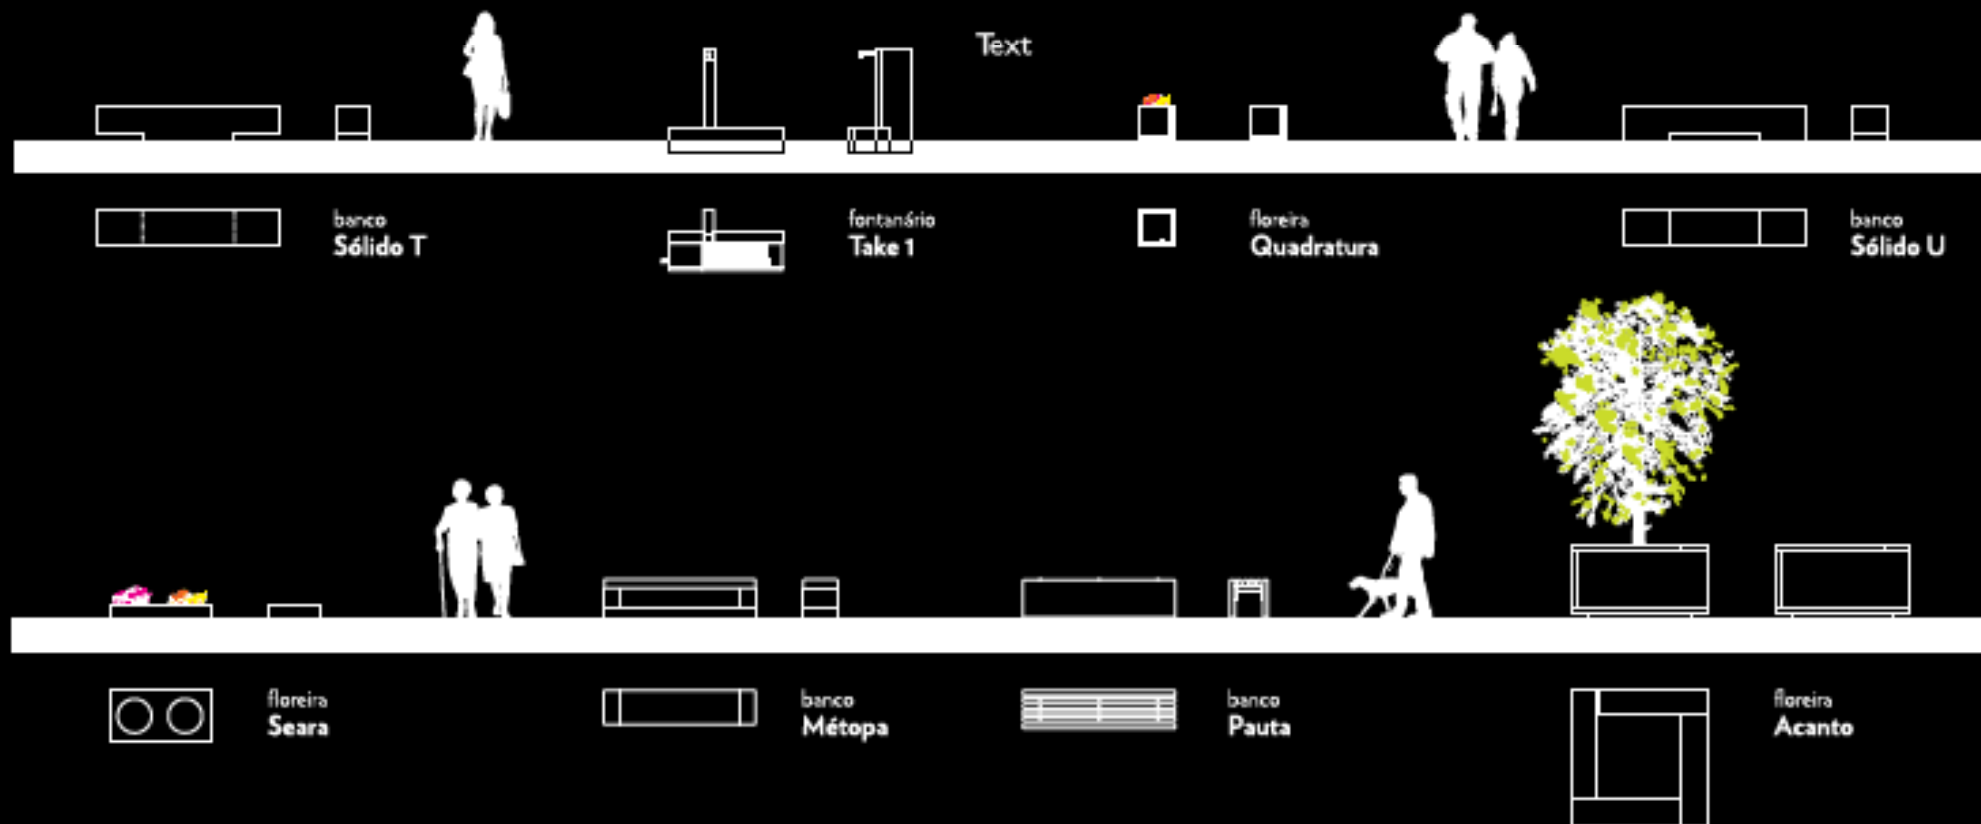 Text
banco
Sólido T
fontanário
Take 1
floreira
Quadratura
banco
Sólido U
floreira
Seara
banco
Métopa
banco
Pauta
floreira
Acanto